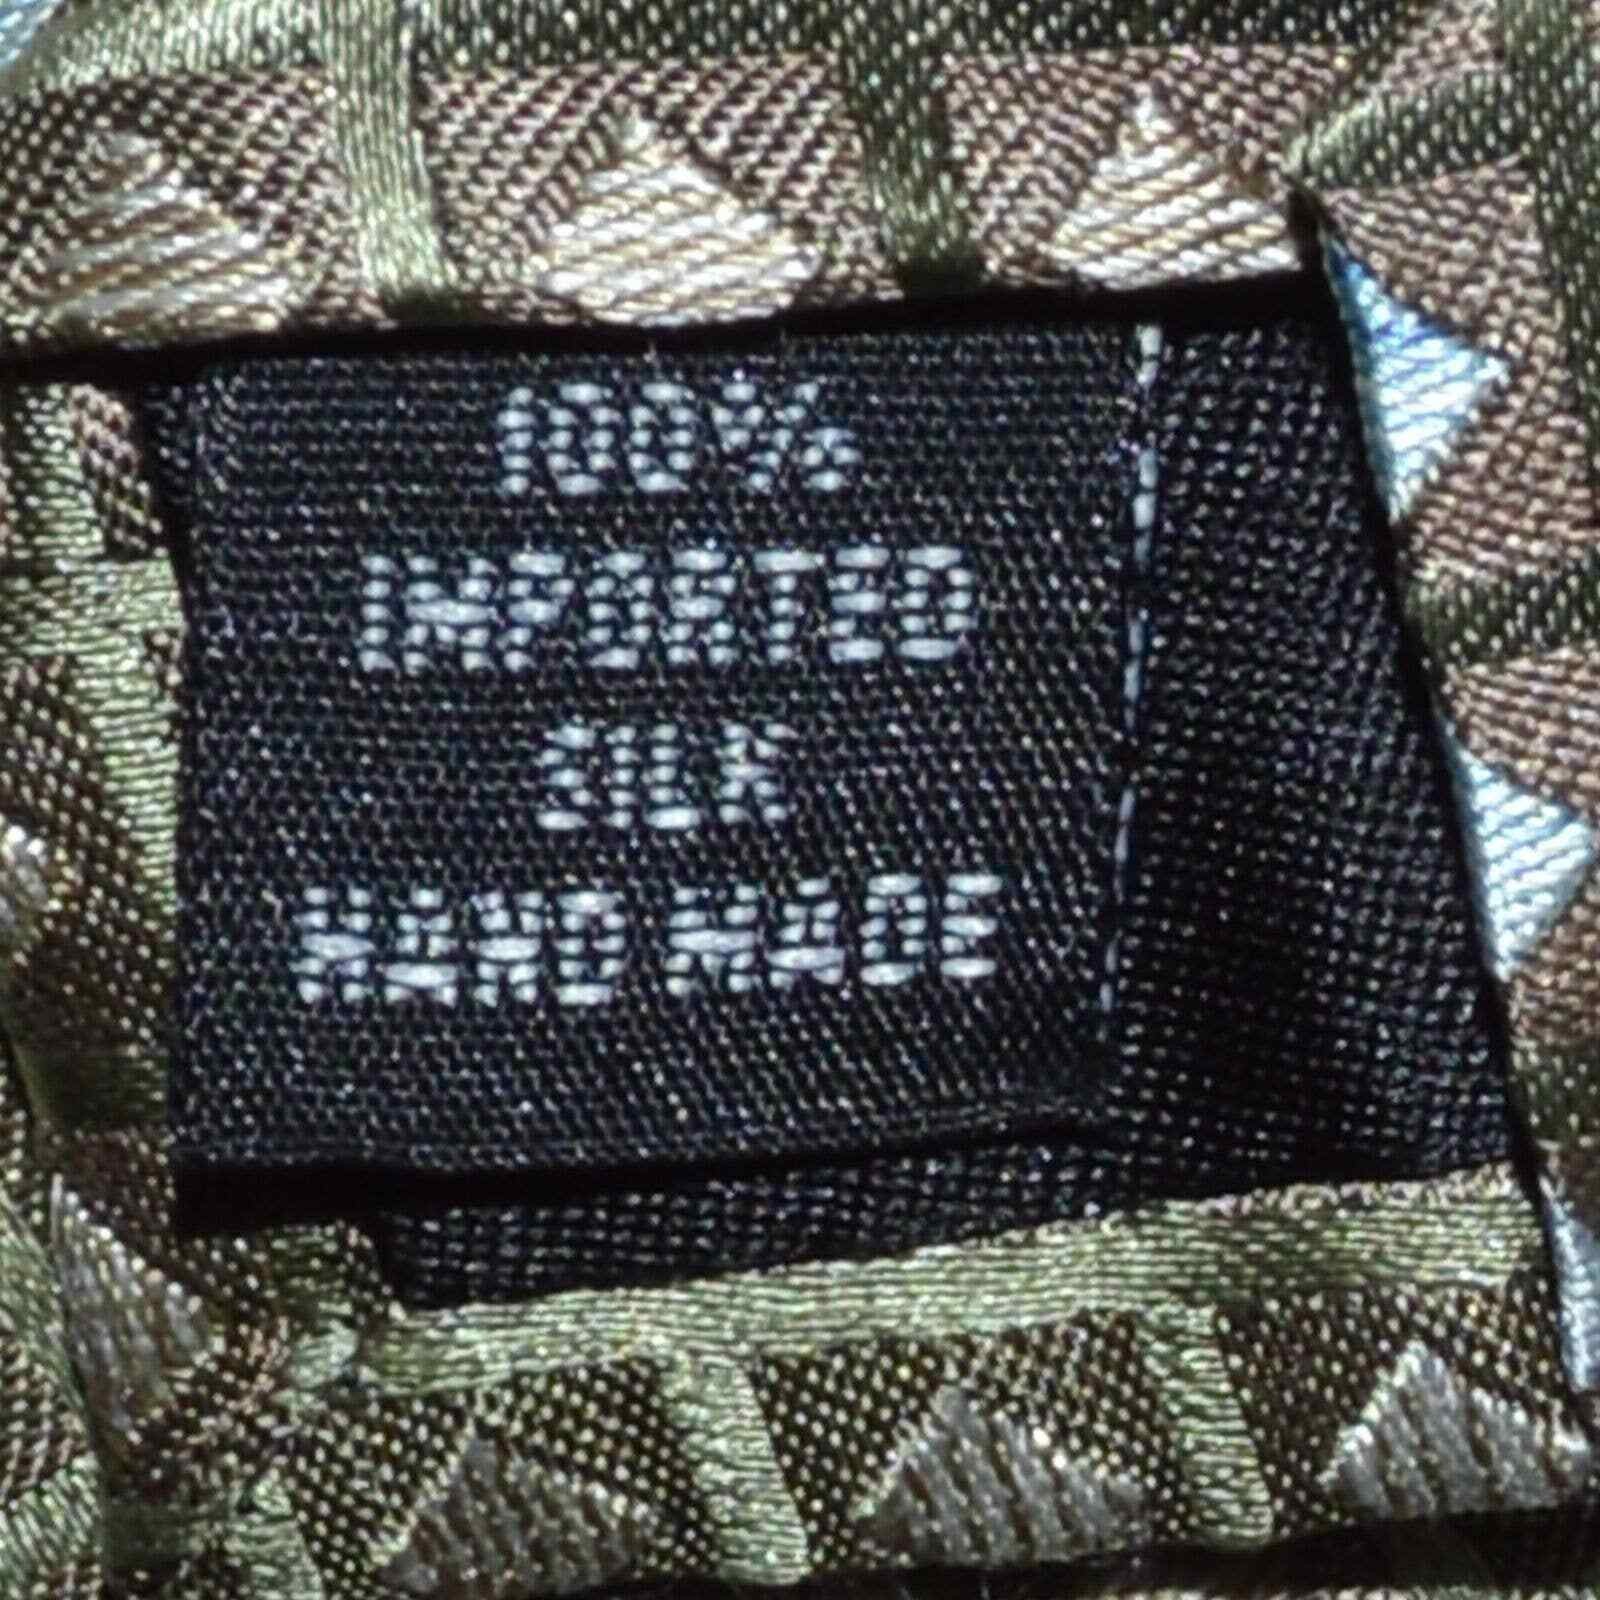 100%
IMPORTED
SILK
HAND MADE